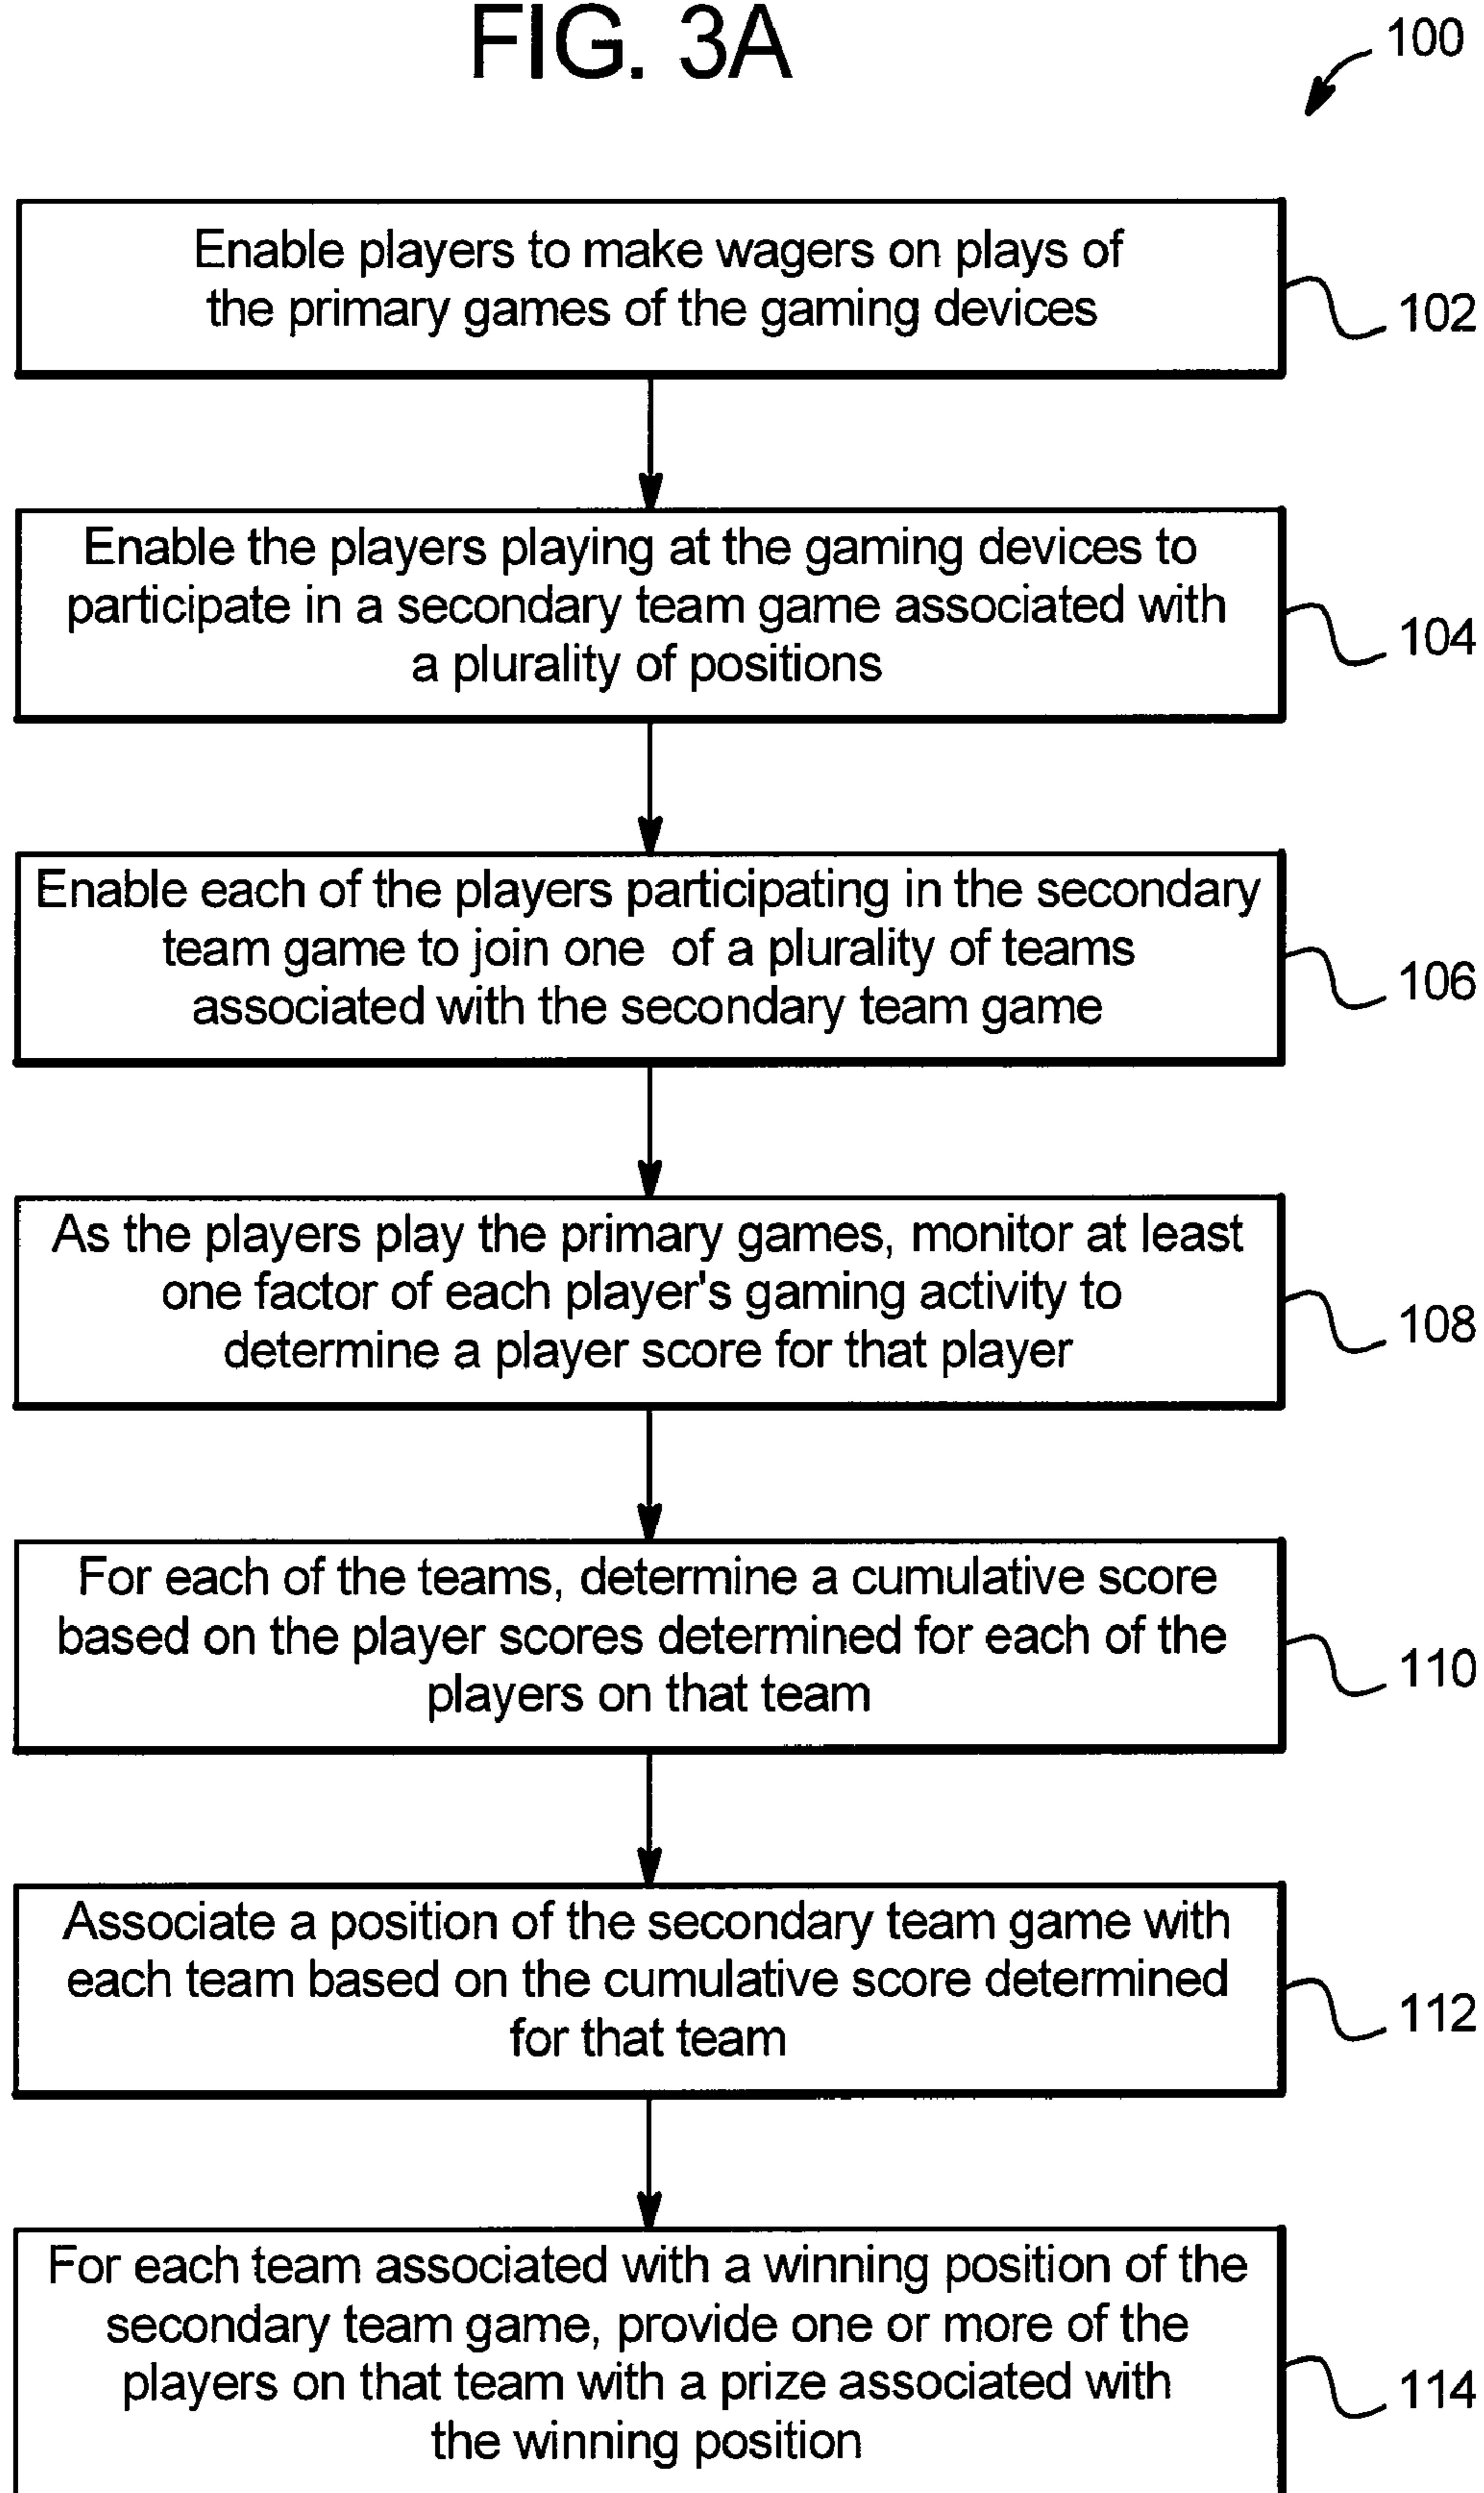 FIG. 3A
100
Enable players to make wagers on plays of
the primary games of the gaming devices
102
Enable the players playing at the gaming devices to
participate in a secondary team game associated with
a plurality of positions
104
Enable each of the players participating in the secondary
team game to join one of a plurality of teams
associated with the secondary team game
106
As the players play the primary games, monitor at least
one factor of each player's gaming activity to
determine a player score for that player
108
For each of the teams, determine a cumulative score
based on the player scores determined for each of the
players on that team
110
Associate a position of the secondary team game with
each team based on the cumulative score determined
for that team
112
For each team associated with a winning position of the
secondary team game, provide one or more of the
players on that team with a prize associated with
the winning position
114